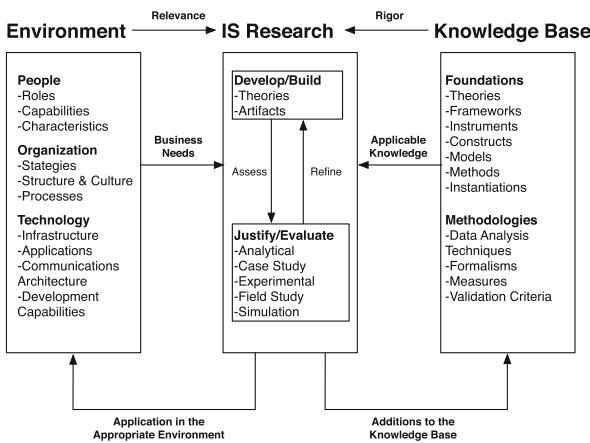 Relevance
Rigor
Environment
IS Research
Knowledge Base
People
-Roles
-Capabilities
-Characteristics
Organization
-Stategies
-Structure & Culture
-Processes
Technology
-Infrastructure
-Applications
-Communications
Architecture
-Development
Capabilities
Business
Needs
Develop/Build
-Theories
-Artifacts
Assess
Refine
Justify/Evaluate
-Analytical
-Case Study
-Experimental
-Field Study
-Simulation
Applicable
Knowledge
Foundations
-Theories
-Frameworks
-Instruments
-Constructs
-Models
-Methods
-Instantiations
Methodologies
-Data Analysis
Techniques
-Formalisms
-Measures
-Validation Criteria
Application in the
Appropriate Environment
Additions to the
Knowledge Base